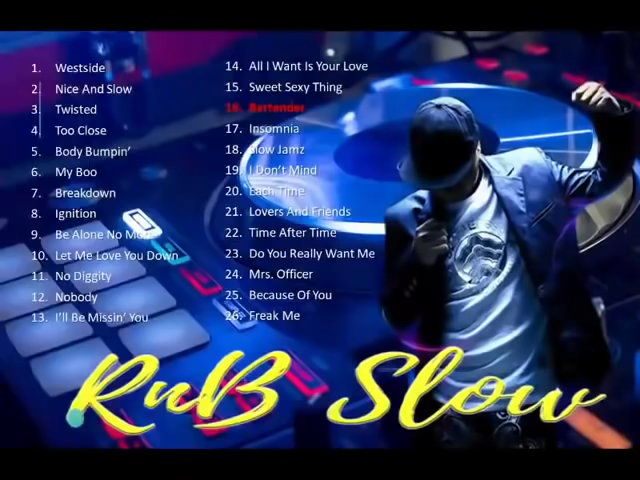 1. Westside
2. Nice And Slow
3. Twisted
4. Too Close
5. Body Bumpin'
6. My Boo
7. Breakdown
8. Ignition
9. Be Alone No More
10. Let Me Love You Down
11. No Diggity
12. Nobody
13. I'll Be Missin' You
14. All I Want Is Your Love
15. Sweet Sexy Thing
16. Bartender
17. Insomnia
18. Slow Jamz
19. I Don't Mind
20. Each Time
21. Lovers And Friends
22. Time After Time
23. Do You Really Want Me
24. Mrs. Officer
25. Because Of You
26. Freak Me
RnB Slow